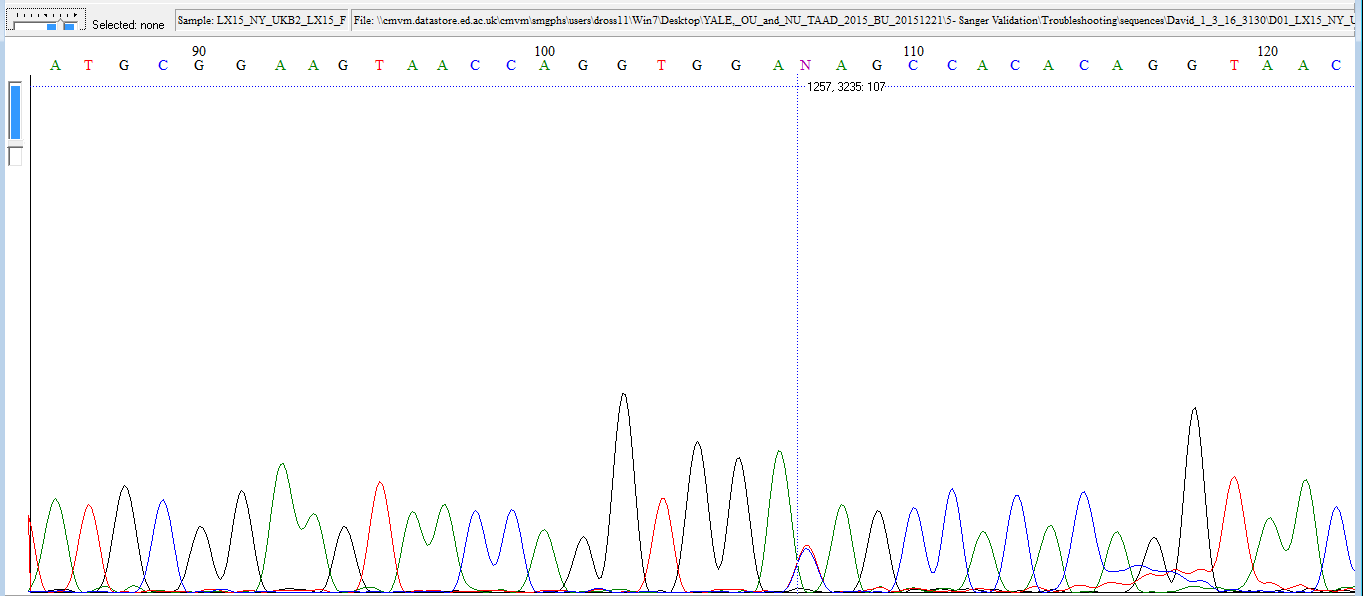 Selected: none Sample: LX15_NY_UKB2_LX15_F File: \\cmvm.datastore.ed.ac.uk\cmvm\smgphs\users\dross11\Win7\Desktop\YALE,_OU_and_NU_TAAD_2015_BU_20151221\5- Sanger Validation\Troubleshooting\sequences\David_1_3_16_3130\D01_LX15_NY_U
90 100 110 120
A T G C G G A A G T A A C C A G G T G G A N A G C C A C A C A G G T A A C
1257, 3235: 107